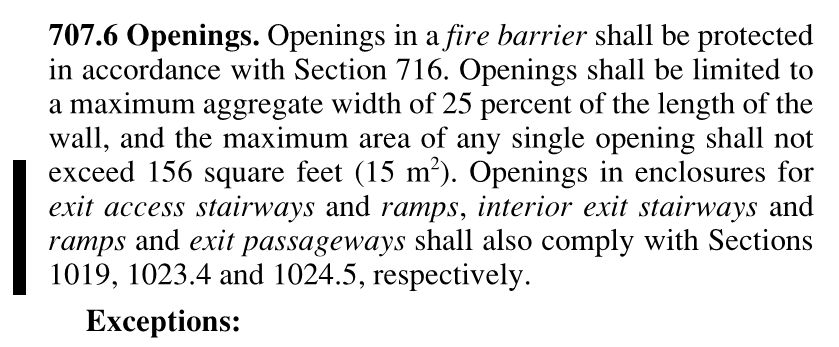 707.6 Openings. Openings in a fire barrier shall be protected
in accordance with Section 716. Openings shall be limited to
a maximum aggregate width of 25 percent of the length of the
wall, and the maximum area of any single opening shall not
exceed 156 square feet (15 m²). Openings in enclosures for
exit access stairways and ramps, interior exit stairways and
ramps and exit passageways shall also comply with Sections
1019, 1023.4 and 1024.5, respectively.
Exceptions: